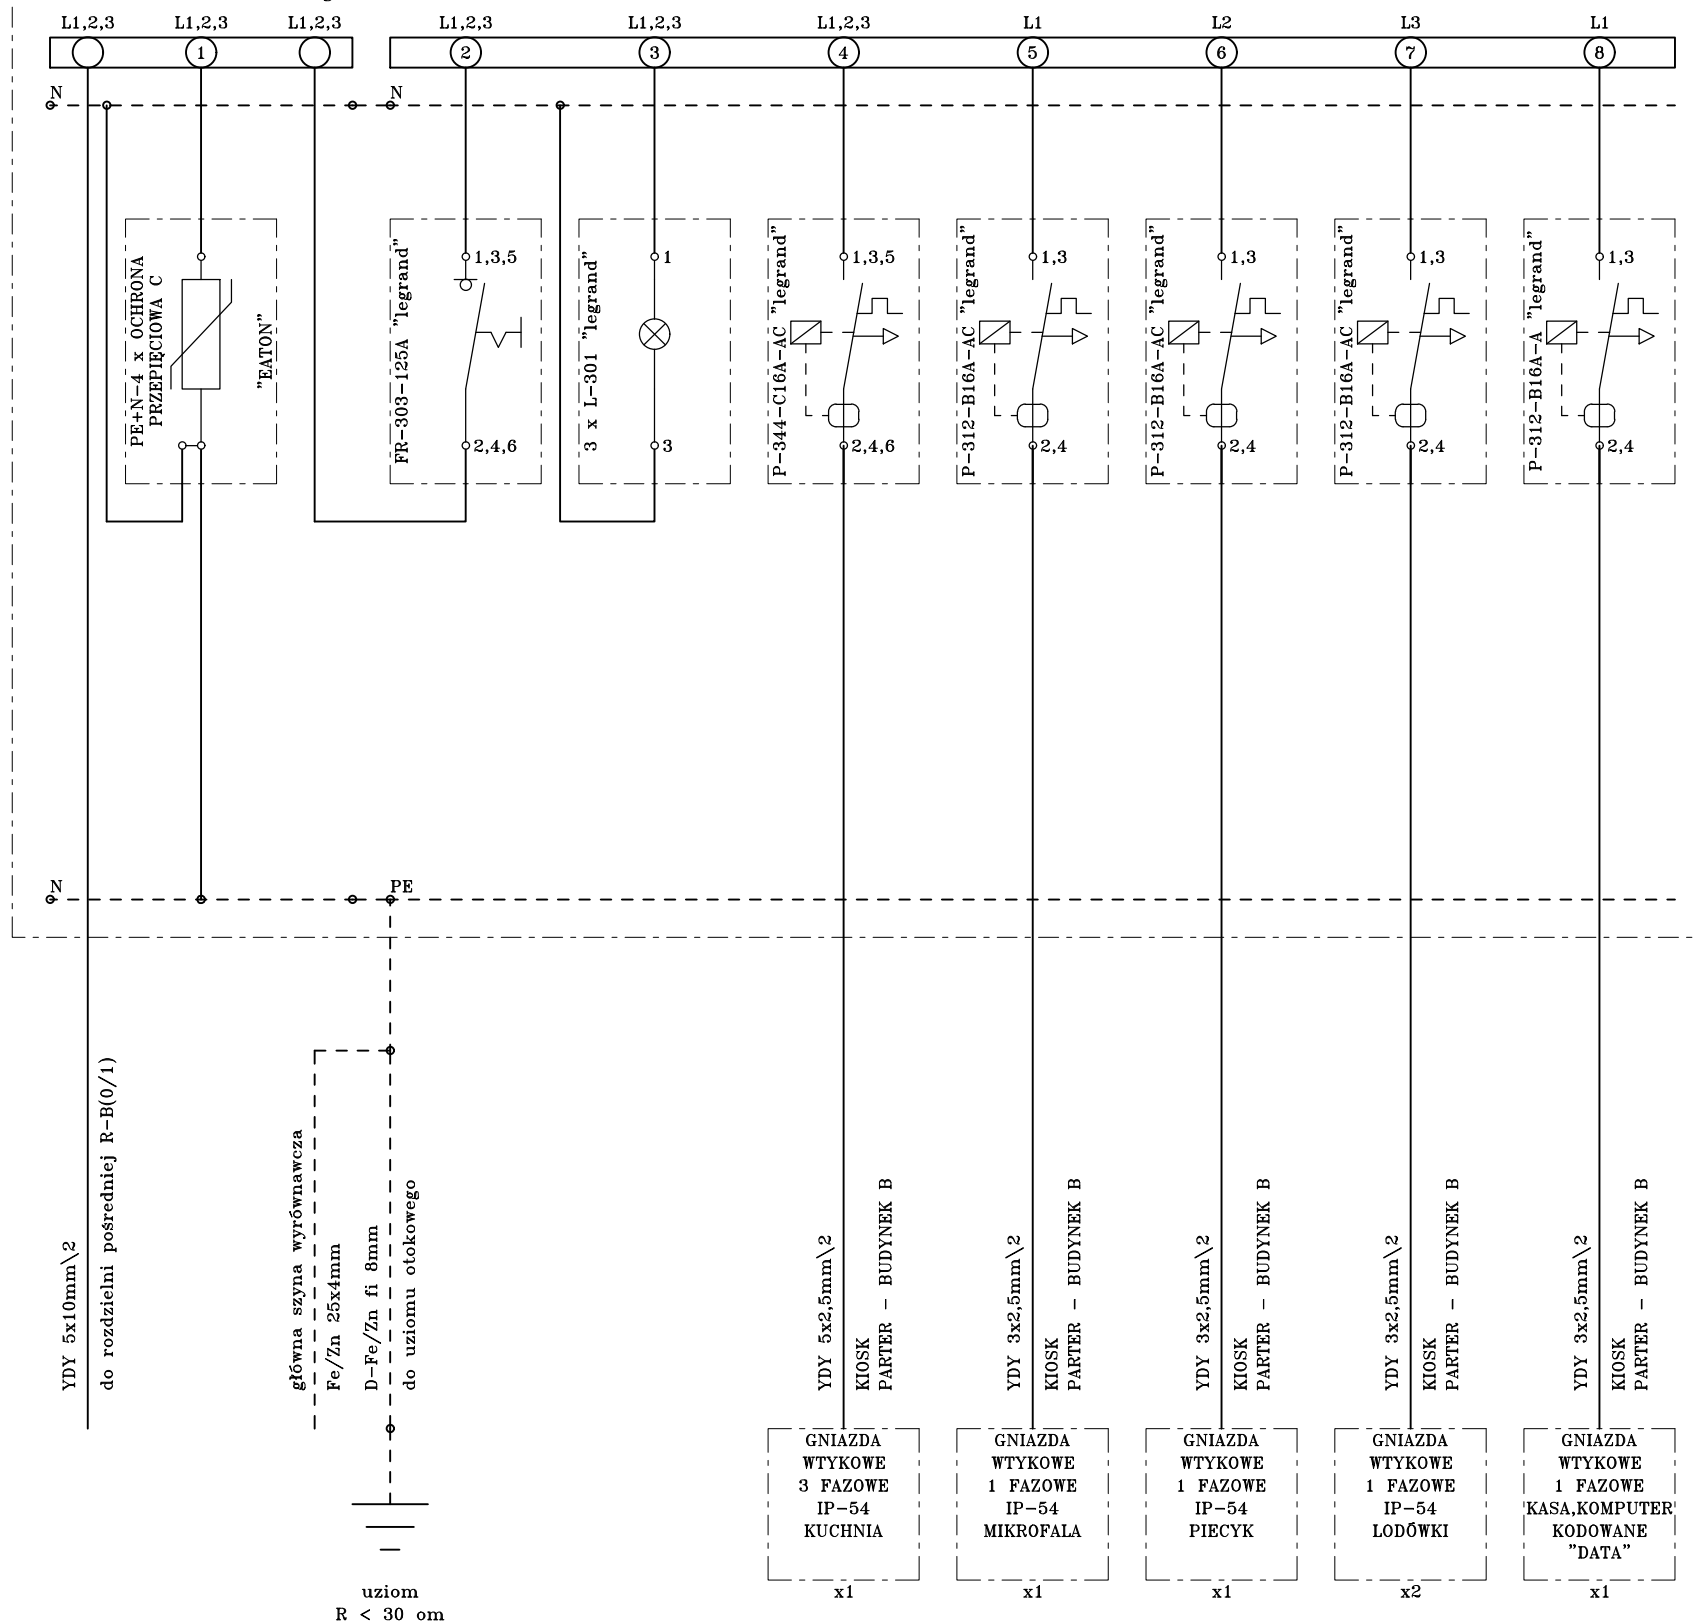 L1,2,3
L1,2,3
L1,2,3
L1,2,3
L1,2,3
L1,2,3
L1
L2
L3
L1
1
2
3
4
5
6
7
8
N
N
PE+N-4 x OCHRONA
PRZEPIĘCIOWA C
"EATON"
FR-303-125A "legrand"
1,3,5
2,4,6
3 x L-301 "legrand"
1
3
P-344-C16A-AC "legrand"
1,3,5
2,4,6
P-312-B16A-AC "legrand"
1,3
2,4
P-312-B16A-AC "legrand"
1,3
2,4
P-312-B16A-AC "legrand"
1,3
2,4
P-312-B16A-A "legrand"
1,3
2,4
N
PE
YDY 5x10mm\2
do rozdzielni pośredniej R-B(0/1)
główna szyna wyrównawcza
Fe/Zn 25x4mm
D-Fe/Zn fi 8mm
do uziomu otokowego
YDY 5x2,5mm\2
KIOSK
PARTER - BUDYNEK B
YDY 3x2,5mm\2
KIOSK
PARTER - BUDYNEK B
YDY 3x2,5mm\2
KIOSK
PARTER - BUDYNEK B
YDY 3x2,5mm\2
KIOSK
PARTER - BUDYNEK B
YDY 3x2,5mm\2
KIOSK
PARTER - BUDYNEK B
GNIAZDA
WTYKOWE
3 FAZOWE
IP-54
KUCHNIA
x1
GNIAZDA
WTYKOWE
1 FAZOWE
IP-54
MIKROFALA
x1
GNIAZDA
WTYKOWE
1 FAZOWE
IP-54
PIECYK
x1
GNIAZDA
WTYKOWE
1 FAZOWE
IP-54
LODÓWKI
x2
GNIAZDA
WTYKOWE
1 FAZOWE
KASA,KOMPUTER
KODOWANE
"DATA"
x1
uziom
R < 30 om